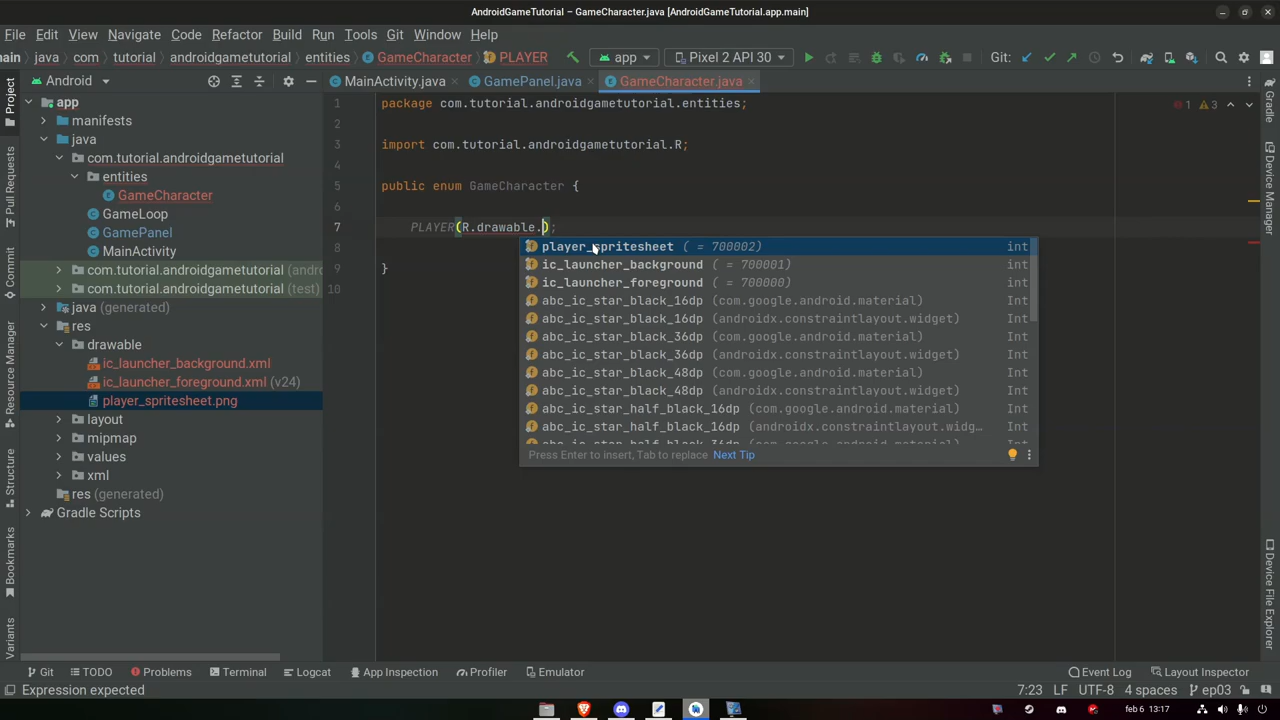 AndroidGameTutorial – GameCharacter.java [AndroidGameTutorial.app.main]
File Edit View Navigate Code Refactor Build Run Tools Git Window Help
main java com tutorial androidgametutorial entities GameCharacter PLAYER app Pixel 2 API 30 Git:
Android
MainActivity.java GamePanel.java GameCharacter.java
Project
Pull Requests
Commit
Resource Manager
Structure
Bookmarks
Variants
app
manifests
java
com.tutorial.androidgametutorial
entities
GameCharacter
GameLoop
GamePanel
MainActivity
com.tutorial.androidgametutorial (andro
com.tutorial.androidgametutorial (test)
java (generated)
res
drawable
ic_launcher_background.xml
ic_launcher_foreground.xml (v24)
player_spritesheet.png
layout
mipmap
values
xml
res (generated)
Gradle Scripts
1 package com.tutorial.androidgametutorial.entities;
2
3 import com.tutorial.androidgametutorial.R;
4
5 public enum GameCharacter {
6
7 PLAYER(R.drawable.);
8
9 }
10
1 3
player_spritesheet ( = 700002) int
ic_launcher_background ( = 700001) int
ic_launcher_foreground ( = 700000) int
abc_ic_star_black_16dp (com.google.android.material) Int
abc_ic_star_black_16dp (androidx.constraintlayout.widget) Int
abc_ic_star_black_36dp (com.google.android.material) Int
abc_ic_star_black_36dp (androidx.constraintlayout.widget) Int
abc_ic_star_black_48dp (com.google.android.material) Int
abc_ic_star_black_48dp (androidx.constraintlayout.widget) Int
abc_ic_star_half_black_16dp (com.google.android.material) Int
abc_ic_star_half_black_16dp (androidx.constraintlayout.widg… Int
abc_ic_star_half_black_36dp (com.google.android.material) Int
Press Enter to insert, Tab to replace Next Tip
Gradle
Device Manager
Device File Explorer
Git TODO Problems Terminal Logcat App Inspection Profiler Emulator Event Log Layout Inspector
Expression expected 7:23 LF UTF-8 4 spaces ep03
feb 6 13:17